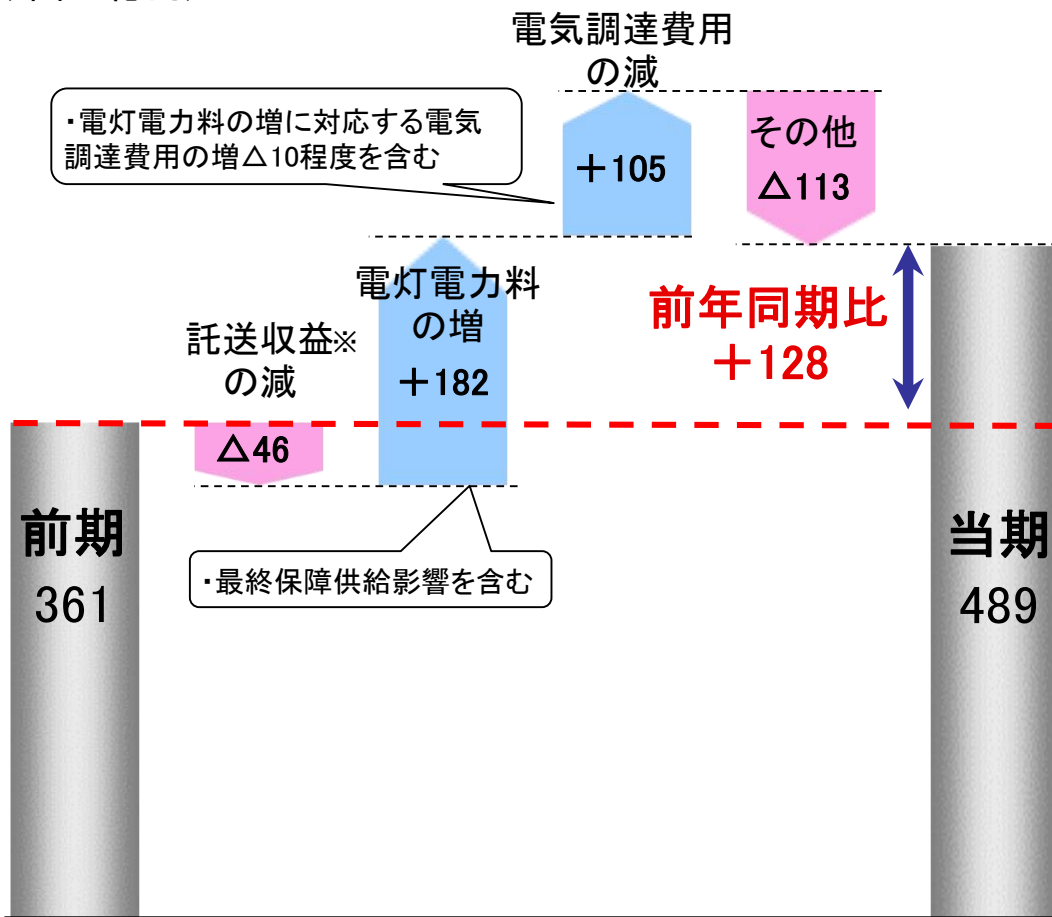 電気調達費用
の減
・電灯電力料の増に対応する電気
調達費用の増△10程度を含む
+105
その他
△113
電灯電力料
の増
+182
託送収益※
の減
△46
前年同期比
+128
前期
361
・最終保障供給影響を含む
当期
489